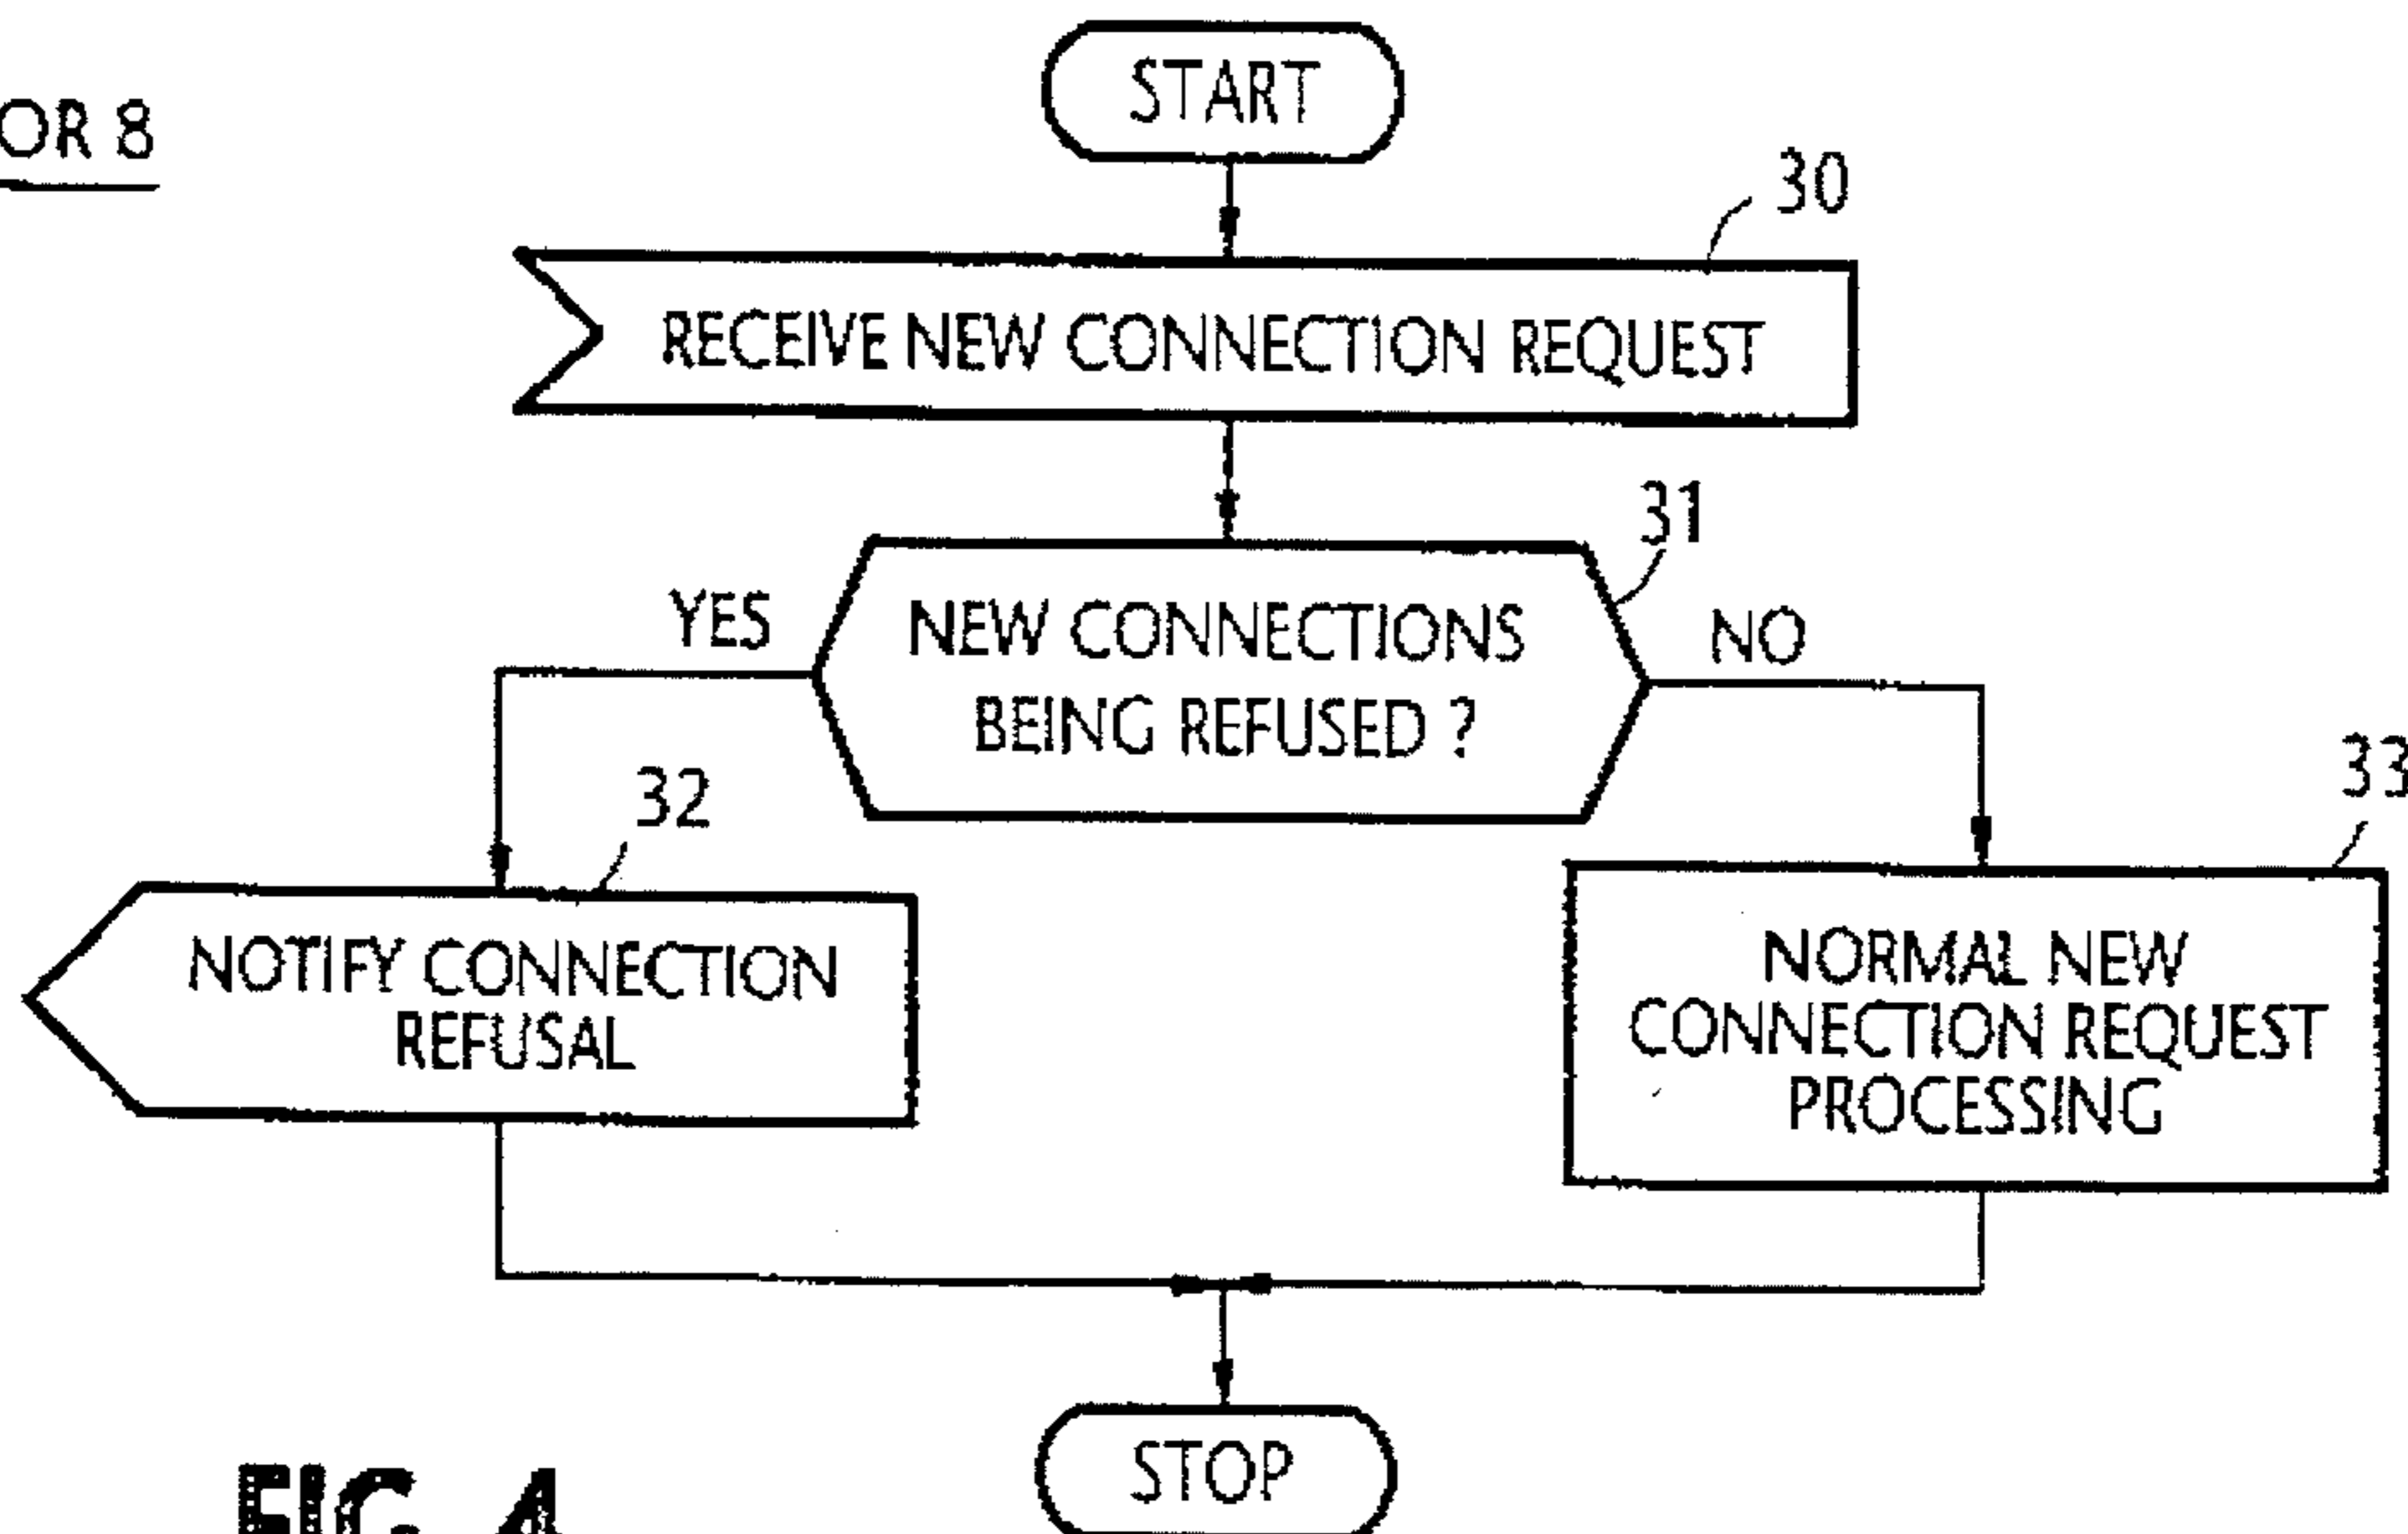 START
OR 8
30
RECEIVE NEW CONNECTION REQUEST
31
YES
NEW CONNECTIONS
BEING REFUSED ?
NO
32
33
NOTIFY CONNECTION
REFUSAL
NORMAL NEW
CONNECTION REQUEST
PROCESSING
STOP
FIG. 4